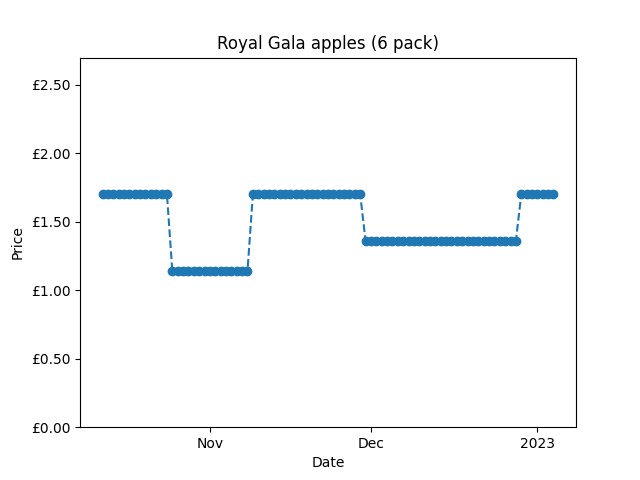 Royal Gala apples (6 pack)
£2.50
£2.00
£1.50
£1.00
£0.50
£0.00
Price
Nov
Dec
2023
Date